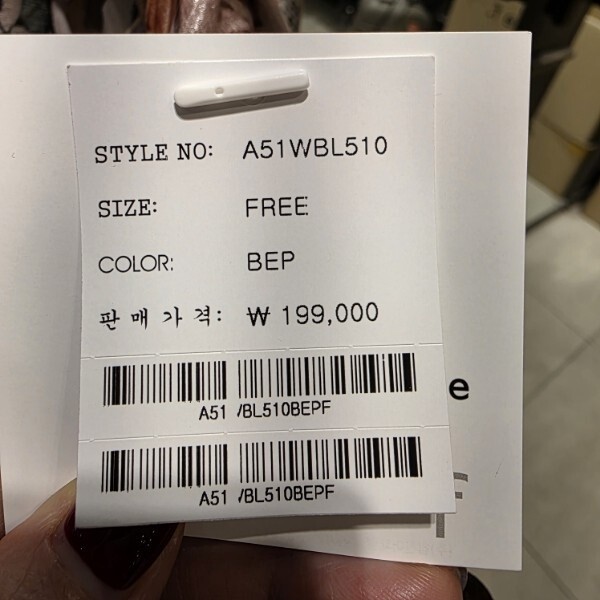 STYLE NO: A51WBL510
SIZE: FREE
COLOR: BEP
판매가격: ₩ 199,000
A51 /BL510BEPF
A51 /BL510BEPF
e
F